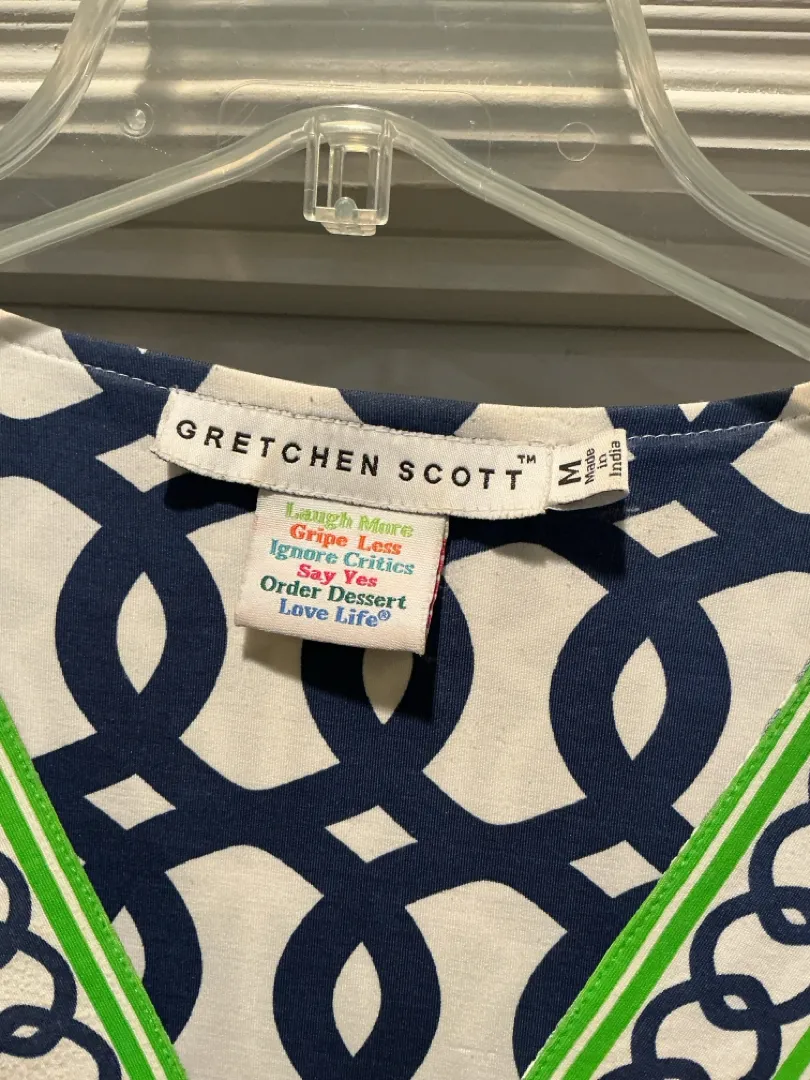 GRETCHEN SCOTT™
M
Made
in
India
Laugh More
Gripe Less
Ignore Critics
Say Yes
Order Dessert
Love Life®